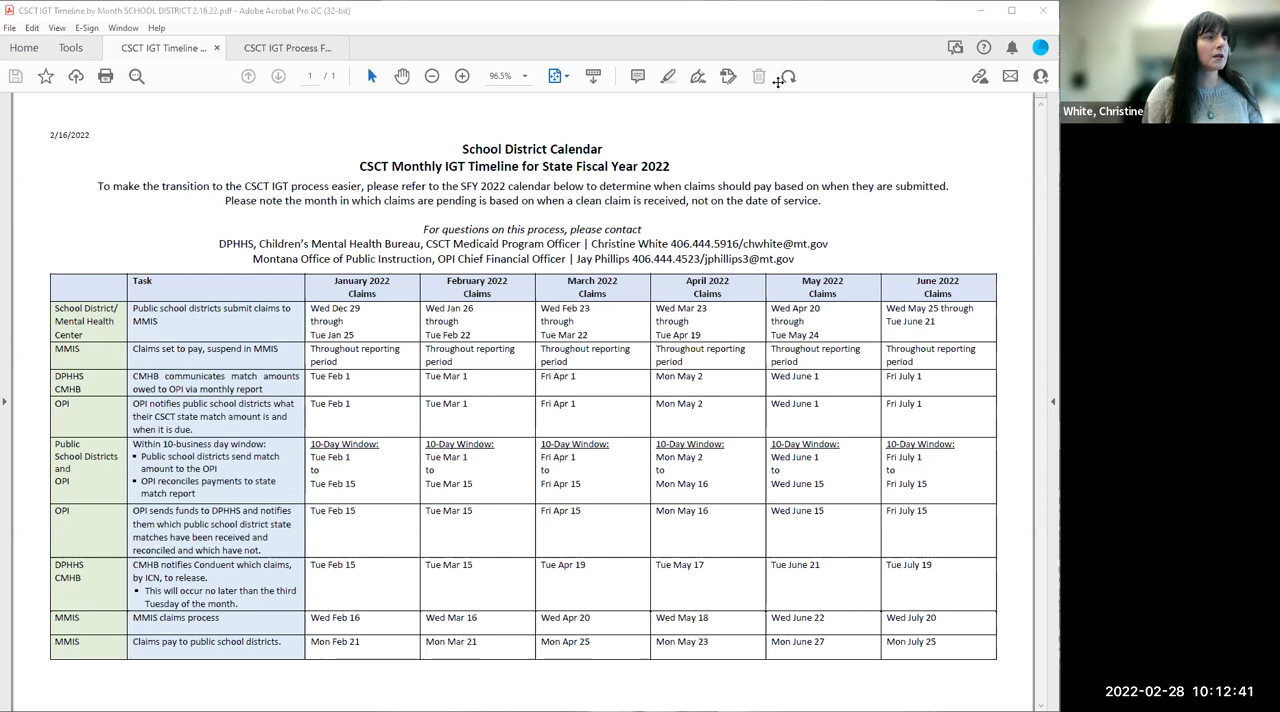 CSCT IGT Timeline by Month SCHOOL DISTRICT 2.16.22.pdf - Adobe Acrobat Pro DC (32-bit)
File Edit View E-Sign Window Help
Home Tools CSCT IGT Timeline ... × CSCT IGT Process F...
1 / 1 96.5%
White, Christine
2/16/2022
School District Calendar
CSCT Monthly IGT Timeline for State Fiscal Year 2022
To make the transition to the CSCT IGT process easier, please refer to the SFY 2022 calendar below to determine when claims should pay based on when they are submitted.
Please note the month in which claims are pending is based on when a clean claim is received, not on the date of service.
For questions on this process, please contact
DPHHS, Children's Mental Health Bureau, CSCT Medicaid Program Officer | Christine White 406.444.5916/chwhite@mt.gov
Montana Office of Public Instruction, OPI Chief Financial Officer | Jay Phillips 406.444.4523/jphillips3@mt.gov
Task January 2022 February 2022 March 2022 April 2022 May 2022 June 2022
Claims Claims Claims Claims Claims Claims
School District/ Public school districts submit claims to Wed Dec 29 Wed Jan 26 Wed Feb 23 Wed Mar 23 Wed Apr 20 Wed May 25 through
Mental Health MMIS through through through through through Tue June 21
Center Tue Jan 25 Tue Feb 22 Tue Mar 22 Tue Apr 19 Tue May 24
MMIS Claims set to pay, suspend in MMIS Throughout reporting Throughout reporting Throughout reporting Throughout reporting Throughout reporting Throughout reporting
period period period period period period
DPHHS CMHB communicates match amounts Tue Feb 1 Tue Mar 1 Fri Apr 1 Mon May 2 Wed June 1 Fri July 1
CMHB owed to OPI via monthly report
OPI OPI notifies public school districts what Tue Feb 1 Tue Mar 1 Fri Apr 1 Mon May 2 Wed June 1 Fri July 1
their CSCT state match amount is and
when it is due.
Public Within 10-business day window: 10-Day Window: 10-Day Window: 10-Day Window: 10-Day Window: 10-Day Window: 10-Day Window:
School Districts ▪ Public school districts send match Tue Feb 1 Tue Mar 1 Fri Apr 1 Mon May 2 Wed June 1 Fri July 1
and amount to the OPI to to to to to to
OPI ▪ OPI reconciles payments to state Tue Feb 15 Tue Mar 15 Fri Apr 15 Mon May 16 Wed June 15 Fri July 15
match report
OPI OPI sends funds to DPHHS and notifies Tue Feb 15 Tue Mar 15 Fri Apr 15 Mon May 16 Wed June 15 Fri July 15
them which public school district state
matches have been received and
reconciled and which have not.
DPHHS CMHB notifies Conduent which claims, Tue Feb 15 Tue Mar 15 Tue Apr 19 Tue May 17 Tue June 21 Tue July 19
CMHB by ICN, to release.
▪ This will occur no later than the third
Tuesday of the month.
MMIS MMIS claims process Wed Feb 16 Wed Mar 16 Wed Apr 20 Wed May 18 Wed June 22 Wed July 20
MMIS Claims pay to public school districts. Mon Feb 21 Mon Mar 21 Mon Apr 25 Mon May 23 Mon June 27 Mon July 25
2022-02-28 10:12:41